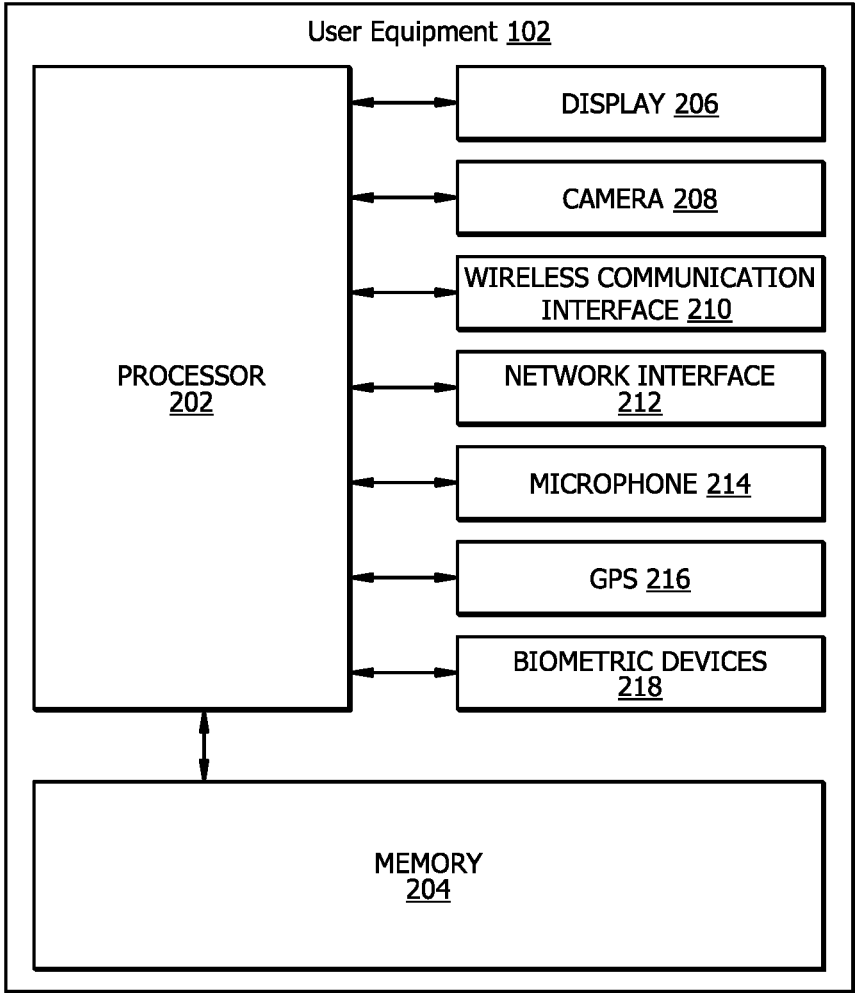 User Equipment 102
PROCESSOR
202
DISPLAY 206
CAMERA 208
WIRELESS COMMUNICATION
INTERFACE 210
NETWORK INTERFACE
212
MICROPHONE 214
GPS 216
BIOMETRIC DEVICES
218
MEMORY
204